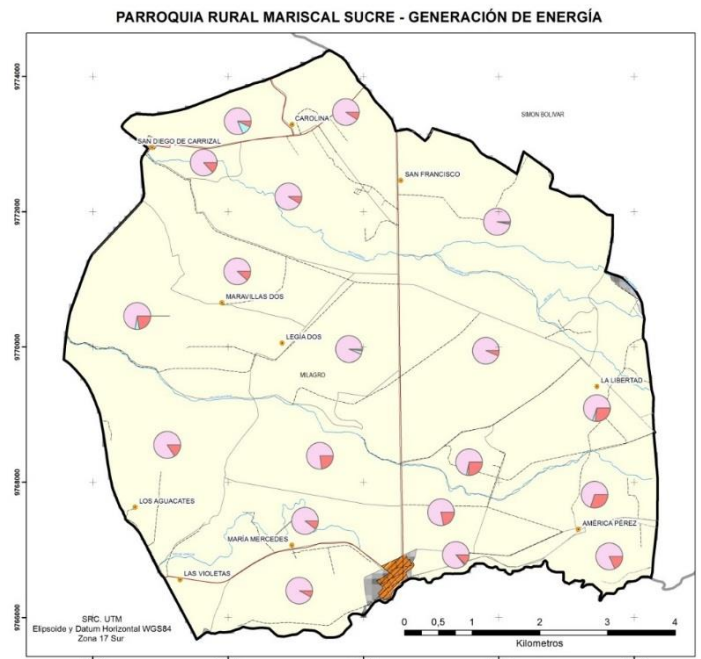 PARROQUIA RURAL MARISCAL SUCRE - GENERACIÓN DE ENERGÍA
9774000
CAROLINA
SIMON BOLIVAR
SAN DIEGO DE CARRIZAL
SAN FRANCISCO
9772000
MARAVILLAS DOS
LEGIA DOS
9770000
MILAGRO
LA LIBERTAD
9768000
LOS AGUACATES
AMÉRICA PÉREZ
MARÍA MERCEDES
LAS VIOLETAS
9766000
SRC. UTM
Elipsoide y Datum Horizontal WGS84
Zona 17 Sur
0 0,5 1 2 3 4
Kilometros